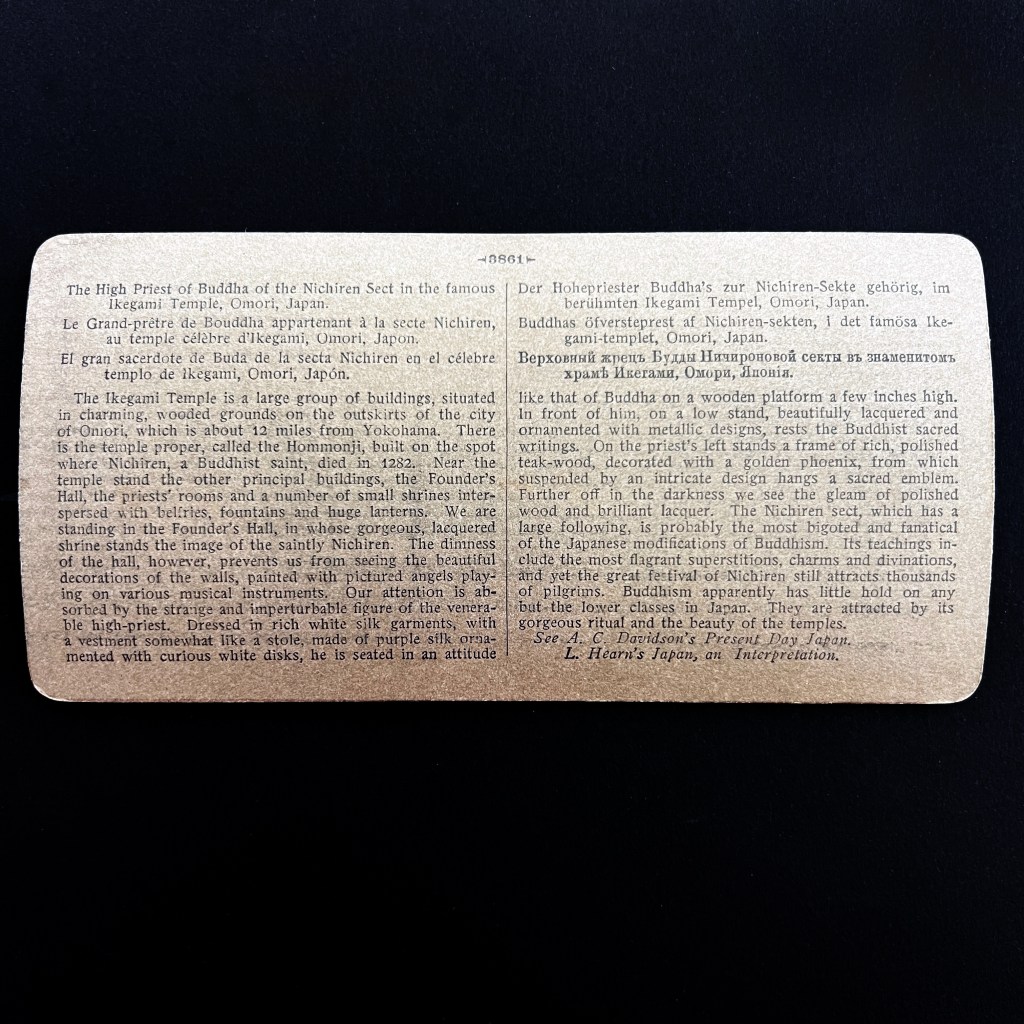 3861
The High Priest of Buddha of the Nichiren Sect in the famous
Ikegami Temple, Omori, Japan.
Le Grand-prêtre de Bouddha appartenant à la secte Nichiren,
au temple célèbre d'Ikegami, Omori, Japon.
El gran sacerdote de Buda de la secta Nichiren en el célebre
templo de Ikegami, Omori, Japón.
The Ikegami Temple is a large group of buildings, situated
in charming, wooded grounds on the outskirts of the city
of Omori, which is about 12 miles from Yokohama. There
is the temple proper, called the Hommonji, built on the spot
where Nichiren, a Buddhist saint, died in 1282. Near the
temple stand the other principal buildings, the Founder's
Hall, the priests' rooms and a number of small shrines inter-
spersed with belfries, fountains and huge lanterns. We are
standing in the Founder's Hall, in whose gorgeous, lacquered
shrine stands the image of the saintly Nichiren. The dimness
of the hall, however, prevents us from seeing the beautiful
decorations of the walls, painted with pictured angels play-
ing on various musical instruments. Our attention is ab-
sorbed by the strange and imperturbable figure of the venera-
ble high-priest. Dressed in rich white silk garments, with
a vestment somewhat like a stole, made of purple silk orna-
mented with curious white disks, he is seated in an attitude
Der Hohepriester Buddha's zur Nichiren-Sekte gehörig, im
berühmten Ikegami Tempel, Omori, Japan.
Buddhas öfversteprest af Nichiren-sekten, i det famösa Ike-
gami-templet, Omori, Japan.
Верховный жрецъ Будды Ничироновой секты въ знаменитомъ
храмѣ Икегами, Омори, Японія.
like that of Buddha on a wooden platform a few inches high.
In front of him, on a low stand, beautifully lacquered and
ornamented with metallic designs, rests the Buddhist sacred
writings. On the priest's left stands a frame of rich, polished
teak-wood, decorated with a golden phoenix, from which
suspended by an intricate design hangs a sacred emblem.
Further off in the darkness we see the gleam of polished
wood and brilliant lacquer. The Nichiren sect, which has a
large following, is probably the most bigoted and fanatical
of the Japanese modifications of Buddhism. Its teachings in-
clude the most flagrant superstitions, charms and divinations,
and yet the great festival of Nichiren still attracts thousands
of pilgrims. Buddhism apparently has little hold on any
but the lower classes in Japan. They are attracted by its
gorgeous ritual and the beauty of the temples.
See A. C. Davidson's Present Day Japan.
L. Hearn's Japan, an Interpretation.